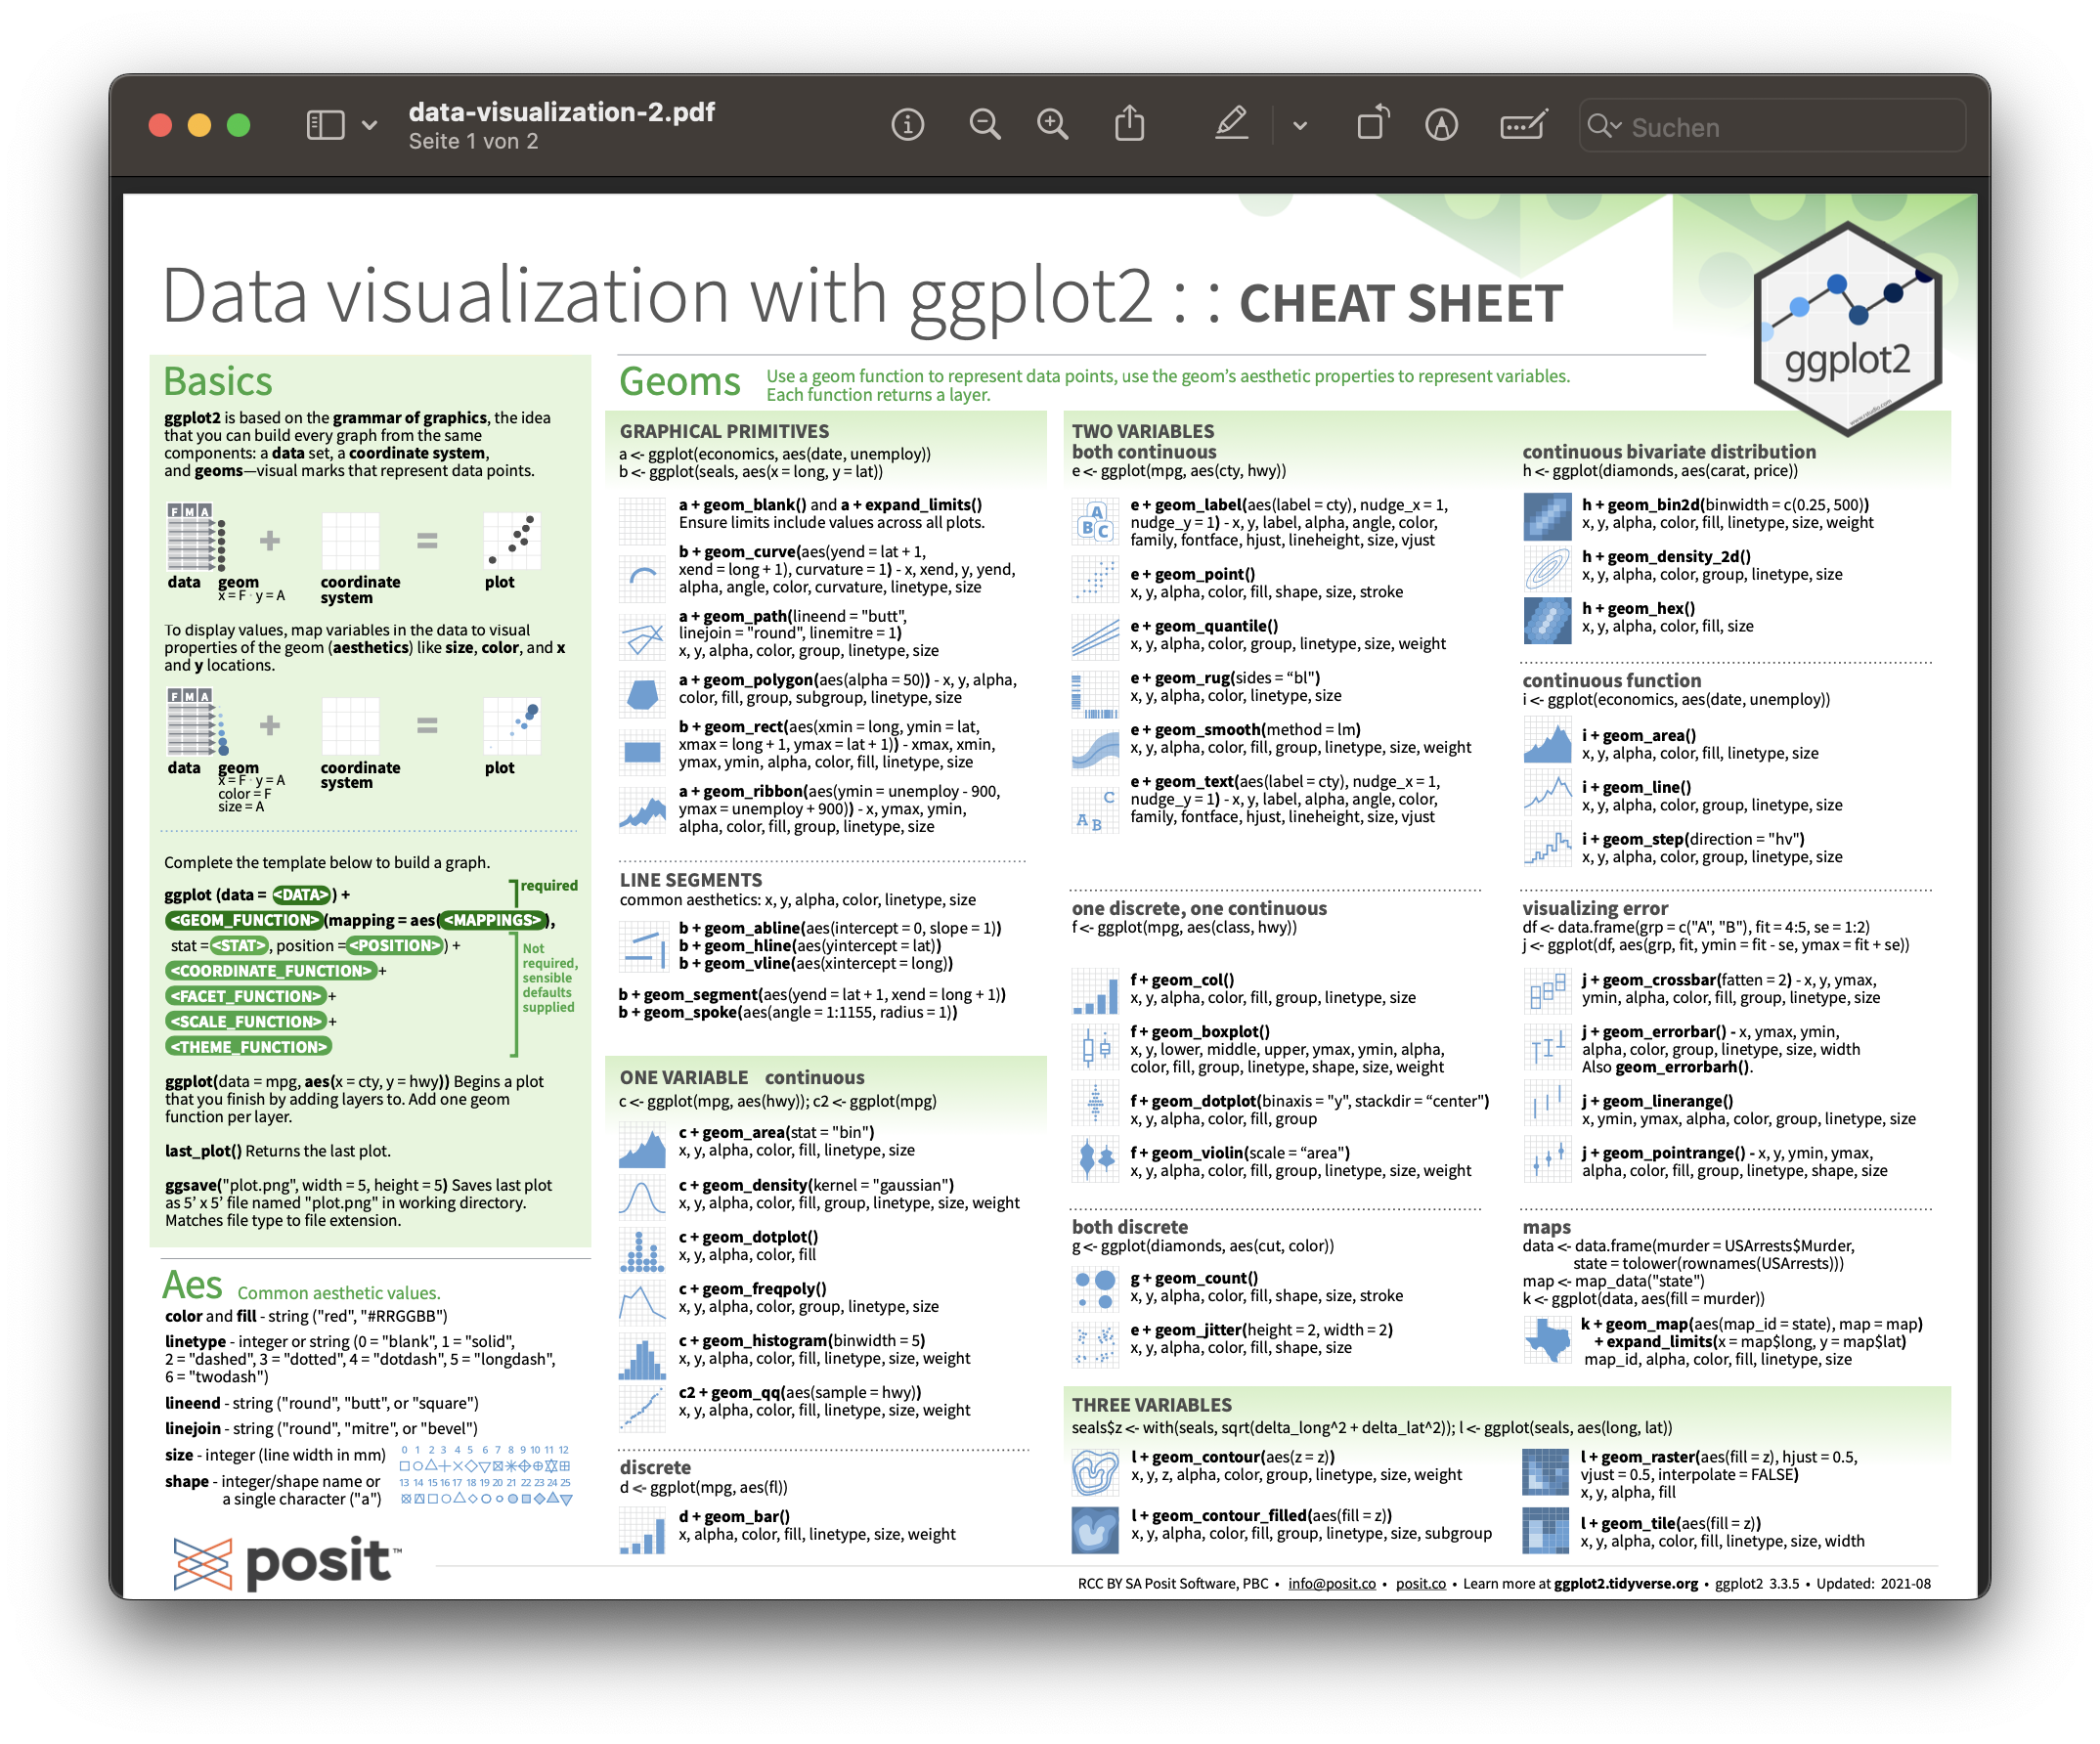 data-visualization-2.pdf
Seite 1 von 2
Suchen
Data visualization with ggplot2 : : CHEAT SHEET
ggplot2
Basics
ggplot2 is based on the grammar of graphics, the idea
that you can build every graph from the same
components: a data set, a coordinate system,
and geoms—visual marks that represent data points.
F M A
data geom coordinate plot
x = F · y = A system
To display values, map variables in the data to visual
properties of the geom (aesthetics) like size, color, and x
and y locations.
F M A
data geom coordinate plot
x = F · y = A system
color = F
size = A
Complete the template below to build a graph.
required
ggplot (data = <DATA>) +
<GEOM_FUNCTION>(mapping = aes(<MAPPINGS>),
stat = <STAT>, position = <POSITION>) +
<COORDINATE_FUNCTION> +
<FACET_FUNCTION> +
<SCALE_FUNCTION> +
<THEME_FUNCTION>
Not
required,
sensible
defaults
supplied
ggplot(data = mpg, aes(x = cty, y = hwy)) Begins a plot
that you finish by adding layers to. Add one geom
function per layer.
last_plot() Returns the last plot.
ggsave("plot.png", width = 5, height = 5) Saves last plot
as 5’ x 5’ file named "plot.png" in working directory.
Matches file type to file extension.
Aes Common aesthetic values.
color and fill - string ("red", "#RRGGBB")
linetype - integer or string (0 = "blank", 1 = "solid",
2 = "dashed", 3 = "dotted", 4 = "dotdash", 5 = "longdash",
6 = "twodash")
lineend - string ("round", "butt", or "square")
linejoin - string ("round", "mitre", or "bevel")
size - integer (line width in mm)
0 1 2 3 4 5 6 7 8 9 10 11 12
shape - integer/shape name or
a single character ("a")
13 14 15 16 17 18 19 20 21 22 23 24 25
posit™
Geoms
Use a geom function to represent data points, use the geom’s aesthetic properties to represent variables.
Each function returns a layer.
GRAPHICAL PRIMITIVES
a <- ggplot(economics, aes(date, unemploy))
b <- ggplot(seals, aes(x = long, y = lat))
a + geom_blank() and a + expand_limits()
Ensure limits include values across all plots.
b + geom_curve(aes(yend = lat + 1,
xend = long + 1), curvature = 1) - x, xend, y, yend,
alpha, angle, color, curvature, linetype, size
a + geom_path(lineend = "butt",
linejoin = "round", linemitre = 1)
x, y, alpha, color, group, linetype, size
a + geom_polygon(aes(alpha = 50)) - x, y, alpha,
color, fill, group, subgroup, linetype, size
b + geom_rect(aes(xmin = long, ymin = lat,
xmax = long + 1, ymax = lat + 1)) - xmax, xmin,
ymax, ymin, alpha, color, fill, linetype, size
a + geom_ribbon(aes(ymin = unemploy - 900,
ymax = unemploy + 900)) - x, ymax, ymin,
alpha, color, fill, group, linetype, size
LINE SEGMENTS
common aesthetics: x, y, alpha, color, linetype, size
b + geom_abline(aes(intercept = 0, slope = 1))
b + geom_hline(aes(yintercept = lat))
b + geom_vline(aes(xintercept = long))
b + geom_segment(aes(yend = lat + 1, xend = long + 1))
b + geom_spoke(aes(angle = 1:1155, radius = 1))
ONE VARIABLE continuous
c <- ggplot(mpg, aes(hwy)); c2 <- ggplot(mpg)
c + geom_area(stat = "bin")
x, y, alpha, color, fill, linetype, size
c + geom_density(kernel = "gaussian")
x, y, alpha, color, fill, group, linetype, size, weight
c + geom_dotplot()
x, y, alpha, color, fill
c + geom_freqpoly()
x, y, alpha, color, group, linetype, size
c + geom_histogram(binwidth = 5)
x, y, alpha, color, fill, linetype, size, weight
c2 + geom_qq(aes(sample = hwy))
x, y, alpha, color, fill, linetype, size, weight
discrete
d <- ggplot(mpg, aes(fl))
d + geom_bar()
x, alpha, color, fill, linetype, size, weight
TWO VARIABLES
both continuous
e <- ggplot(mpg, aes(cty, hwy))
A
B C
e + geom_label(aes(label = cty), nudge_x = 1,
nudge_y = 1) - x, y, label, alpha, angle, color,
family, fontface, hjust, lineheight, size, vjust
e + geom_point()
x, y, alpha, color, fill, shape, size, stroke
e + geom_quantile()
x, y, alpha, color, group, linetype, size, weight
e + geom_rug(sides = “bl")
x, y, alpha, color, linetype, size
e + geom_smooth(method = lm)
x, y, alpha, color, fill, group, linetype, size, weight
C
A B
e + geom_text(aes(label = cty), nudge_x = 1,
nudge_y = 1) - x, y, label, alpha, angle, color,
family, fontface, hjust, lineheight, size, vjust
one discrete, one continuous
f <- ggplot(mpg, aes(class, hwy))
f + geom_col()
x, y, alpha, color, fill, group, linetype, size
f + geom_boxplot()
x, y, lower, middle, upper, ymax, ymin, alpha,
color, fill, group, linetype, shape, size, weight
f + geom_dotplot(binaxis = "y", stackdir = “center")
x, y, alpha, color, fill, group
f + geom_violin(scale = “area")
x, y, alpha, color, fill, group, linetype, size, weight
both discrete
g <- ggplot(diamonds, aes(cut, color))
g + geom_count()
x, y, alpha, color, fill, shape, size, stroke
e + geom_jitter(height = 2, width = 2)
x, y, alpha, color, fill, shape, size
continuous bivariate distribution
h <- ggplot(diamonds, aes(carat, price))
h + geom_bin2d(binwidth = c(0.25, 500))
x, y, alpha, color, fill, linetype, size, weight
h + geom_density_2d()
x, y, alpha, color, group, linetype, size
h + geom_hex()
x, y, alpha, color, fill, size
continuous function
i <- ggplot(economics, aes(date, unemploy))
i + geom_area()
x, y, alpha, color, fill, linetype, size
i + geom_line()
x, y, alpha, color, group, linetype, size
i + geom_step(direction = "hv")
x, y, alpha, color, group, linetype, size
visualizing error
df <- data.frame(grp = c("A", "B"), fit = 4:5, se = 1:2)
j <- ggplot(df, aes(grp, fit, ymin = fit - se, ymax = fit + se))
j + geom_crossbar(fatten = 2) - x, y, ymax,
ymin, alpha, color, fill, group, linetype, size
j + geom_errorbar() - x, ymax, ymin,
alpha, color, group, linetype, size, width
Also geom_errorbarh().
j + geom_linerange()
x, ymin, ymax, alpha, color, group, linetype, size
j + geom_pointrange() - x, y, ymin, ymax,
alpha, color, fill, group, linetype, shape, size
maps
data <- data.frame(murder = USArrests$Murder,
state = tolower(rownames(USArrests)))
map <- map_data("state")
k <- ggplot(data, aes(fill = murder))
k + geom_map(aes(map_id = state), map = map)
+ expand_limits(x = map$long, y = map$lat)
map_id, alpha, color, fill, linetype, size
THREE VARIABLES
seals$z <- with(seals, sqrt(delta_long^2 + delta_lat^2)); l <- ggplot(seals, aes(long, lat))
l + geom_contour(aes(z = z))
x, y, z, alpha, color, group, linetype, size, weight
l + geom_contour_filled(aes(fill = z))
x, y, alpha, color, fill, group, linetype, size, subgroup
l + geom_raster(aes(fill = z), hjust = 0.5,
vjust = 0.5, interpolate = FALSE)
x, y, alpha, fill
l + geom_tile(aes(fill = z))
x, y, alpha, color, fill, linetype, size, width
RCC BY SA Posit Software, PBC • info@posit.co • posit.co • Learn more at ggplot2.tidyverse.org • ggplot2 3.3.5 • Updated: 2021-08